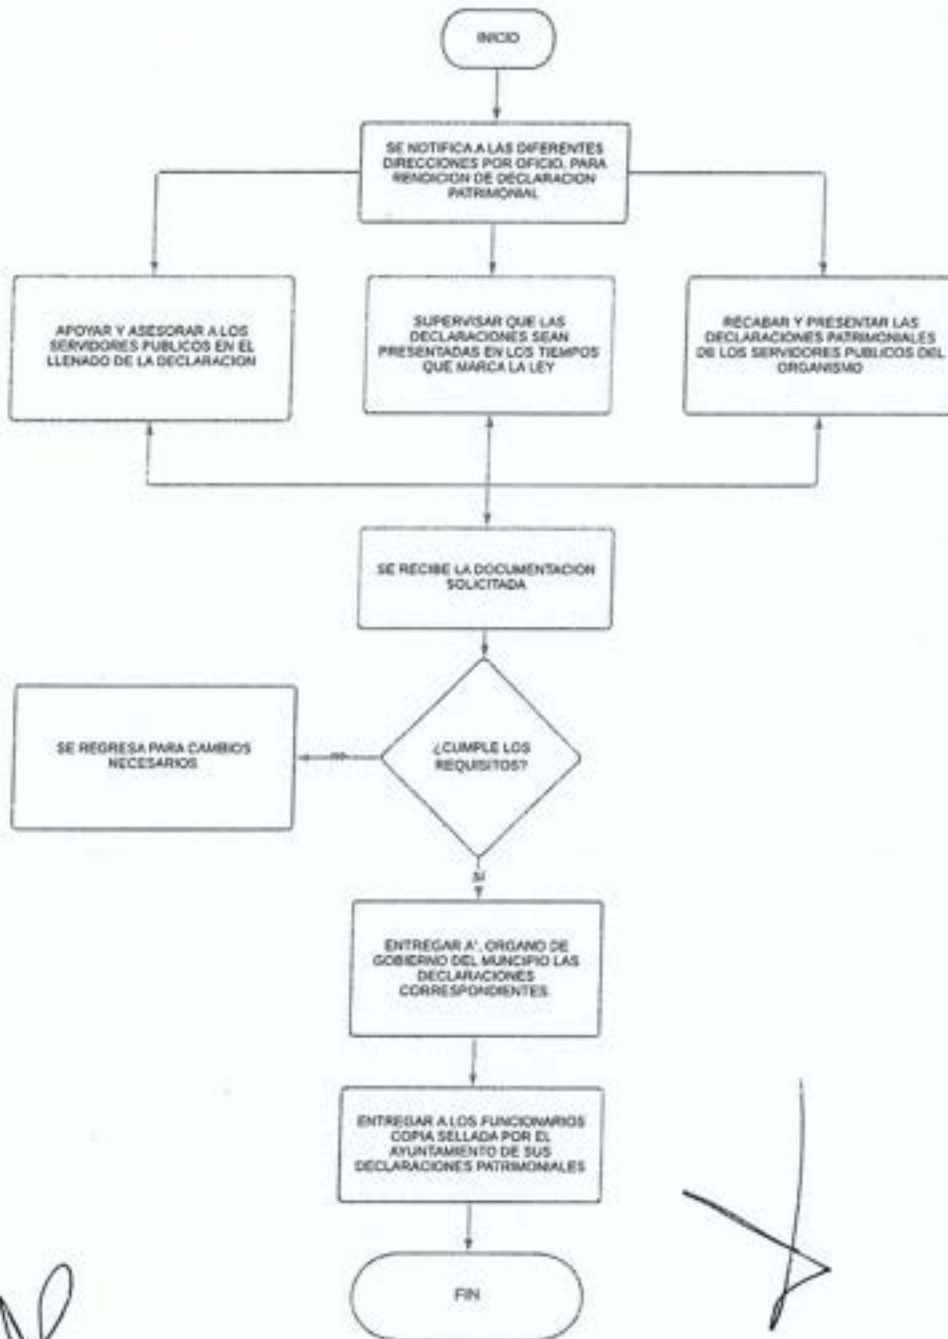 INICIO
SE NOTIFICA A LAS DIFERENTES
DIRECCIONES POR OFICIO, PARA
RENDICION DE DECLARACION
PATRIMONIAL
APOYAR Y ASESORAR A LOS
SERVIDORES PUBLICOS EN EL
LLENADO DE LA DECLARACION
SUPERVISAR QUE LAS
DECLARACIONES SEAN
PRESENTADAS EN LOS TIEMPOS
QUE MARCA LA LEY
RECABAR Y PRESENTAR LAS
DECLARACIONES PATRIMONIALES
DE LOS SERVIDORES PUBLICOS DEL
ORGANISMO
SE RECIBE LA DOCUMENTACION
SOLICITADA
¿CUMPLE LOS
REQUISITOS?
no
SE REGRESA PARA CAMBIOS
NECESARIOS
SI
ENTREGAR A', ORGANO DE
GOBIERNO DEL MUNCIPIO LAS
DECLARACIONES
CORRESPONDIENTES.
ENTREGAR A LOS FUNCIONARIOS
COPIA SELLADA POR EL
AYUNTAMIENTO DE SUS
DECLARACIONES PATRIMONIALES
FIN